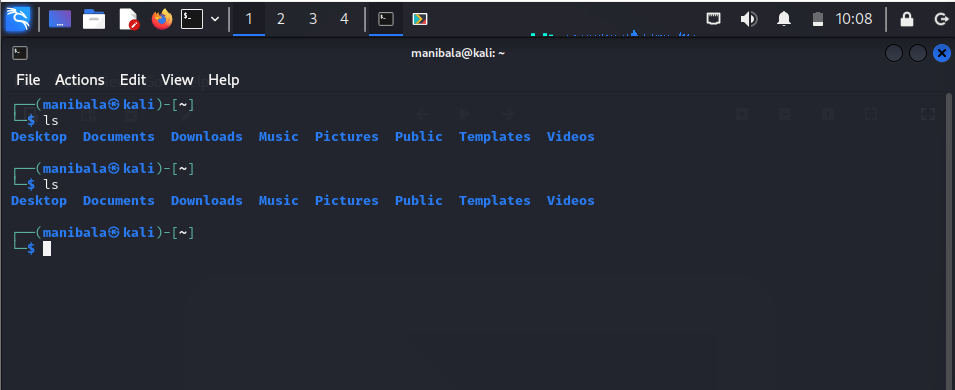 1 2 3 4 10:08
manibala@kali: ~
File Actions Edit View Help
┌──(manibala㉿kali)-[~]
└─$ ls
Desktop Documents Downloads Music Pictures Public Templates Videos
┌──(manibala㉿kali)-[~]
└─$ ls
Desktop Documents Downloads Music Pictures Public Templates Videos
┌──(manibala㉿kali)-[~]
└─$